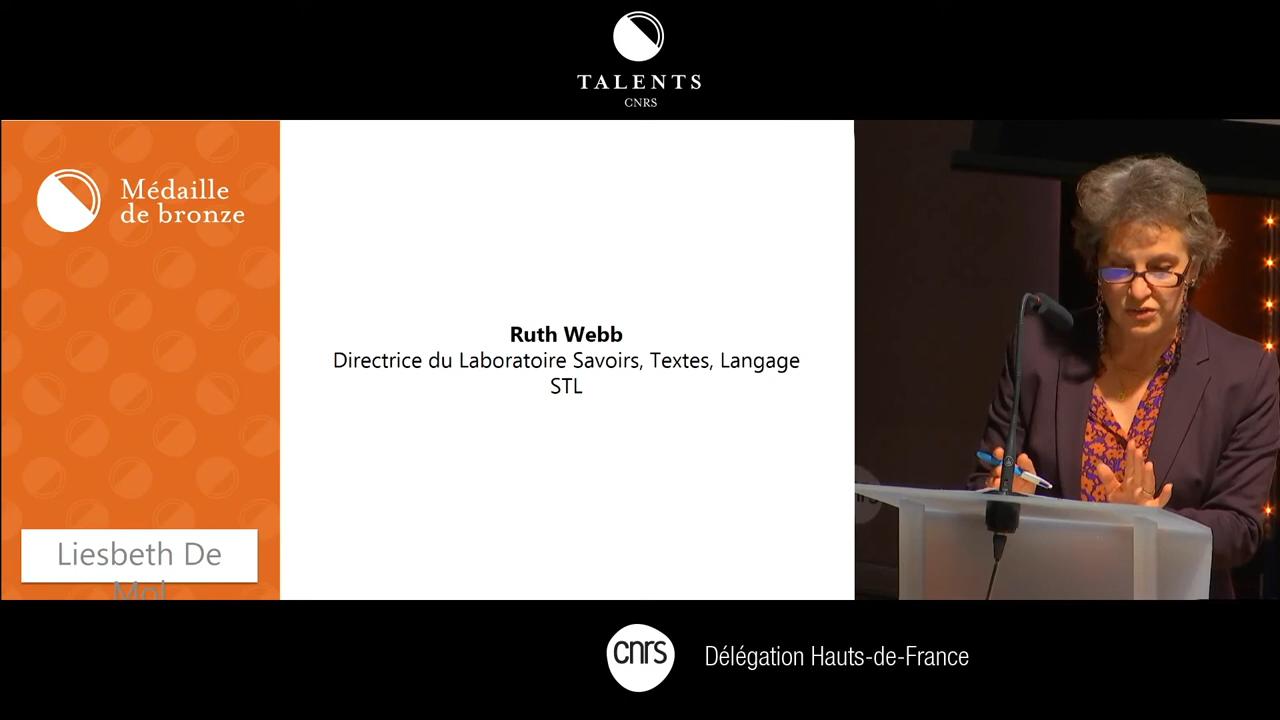 TALENTS
CNRS
Médaille
de bronze
Ruth Webb
Directrice du Laboratoire Savoirs, Textes, Langage
STL
Liesbeth De
Mol
cnrs
Délégation Hauts-de-France